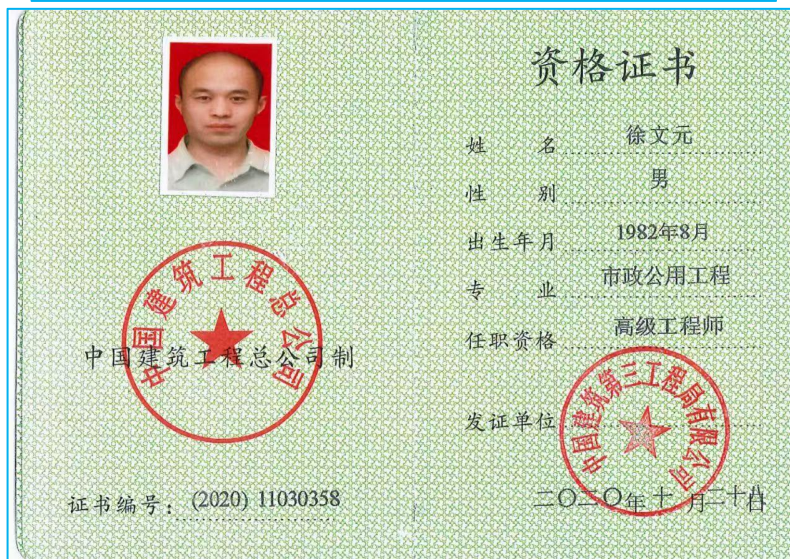 中国建筑工程总公司
中国建筑工程总公司制
证书编号：(2020) 11030358
资格证书
姓 名 徐文元
性 别 男
出生年月 1982年8月
专 业 市政公用工程
任职资格 高级工程师
发证单位
中国建筑第三工程局有限公司
二〇二〇年十月二十八日